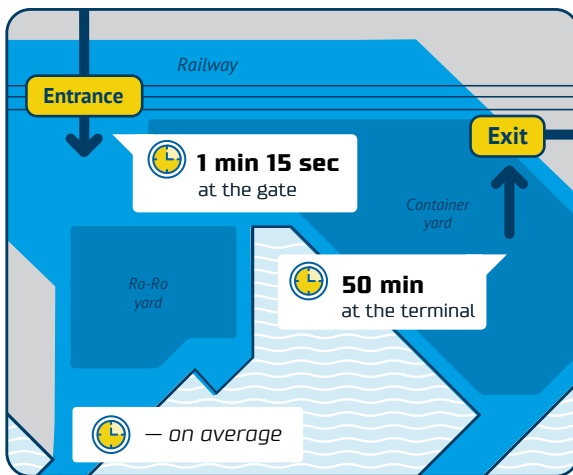 Railway
Entrance
Exit
1 min 15 sec
at the gate
Container
yard
Ro-Ro
yard
50 min
at the terminal
— on average